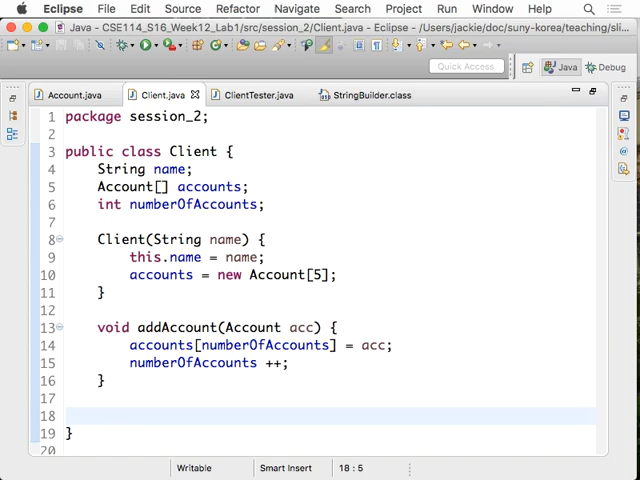 Eclipse File Edit Source Refactor Navigate Search Project Run Window Help
Java - CSE114_S16_Week12_Lab1/src/session_2/Client.java - Eclipse - /Users/jackie/doc/suny-korea/teaching/sli...
Quick Access
Java
Debug
Account.java
Client.java
ClientTester.java
StringBuilder.class
1 package session_2;
2
3 public class Client {
4 String name;
5 Account[] accounts;
6 int numberOfAccounts;
7
8 Client(String name) {
9 this.name = name;
10 accounts = new Account[5];
11 }
12
13 void addAccount(Account acc) {
14 accounts[numberOfAccounts] = acc;
15 numberOfAccounts ++;
16 }
17
18
19 }
20
Writable
Smart Insert
18 : 5